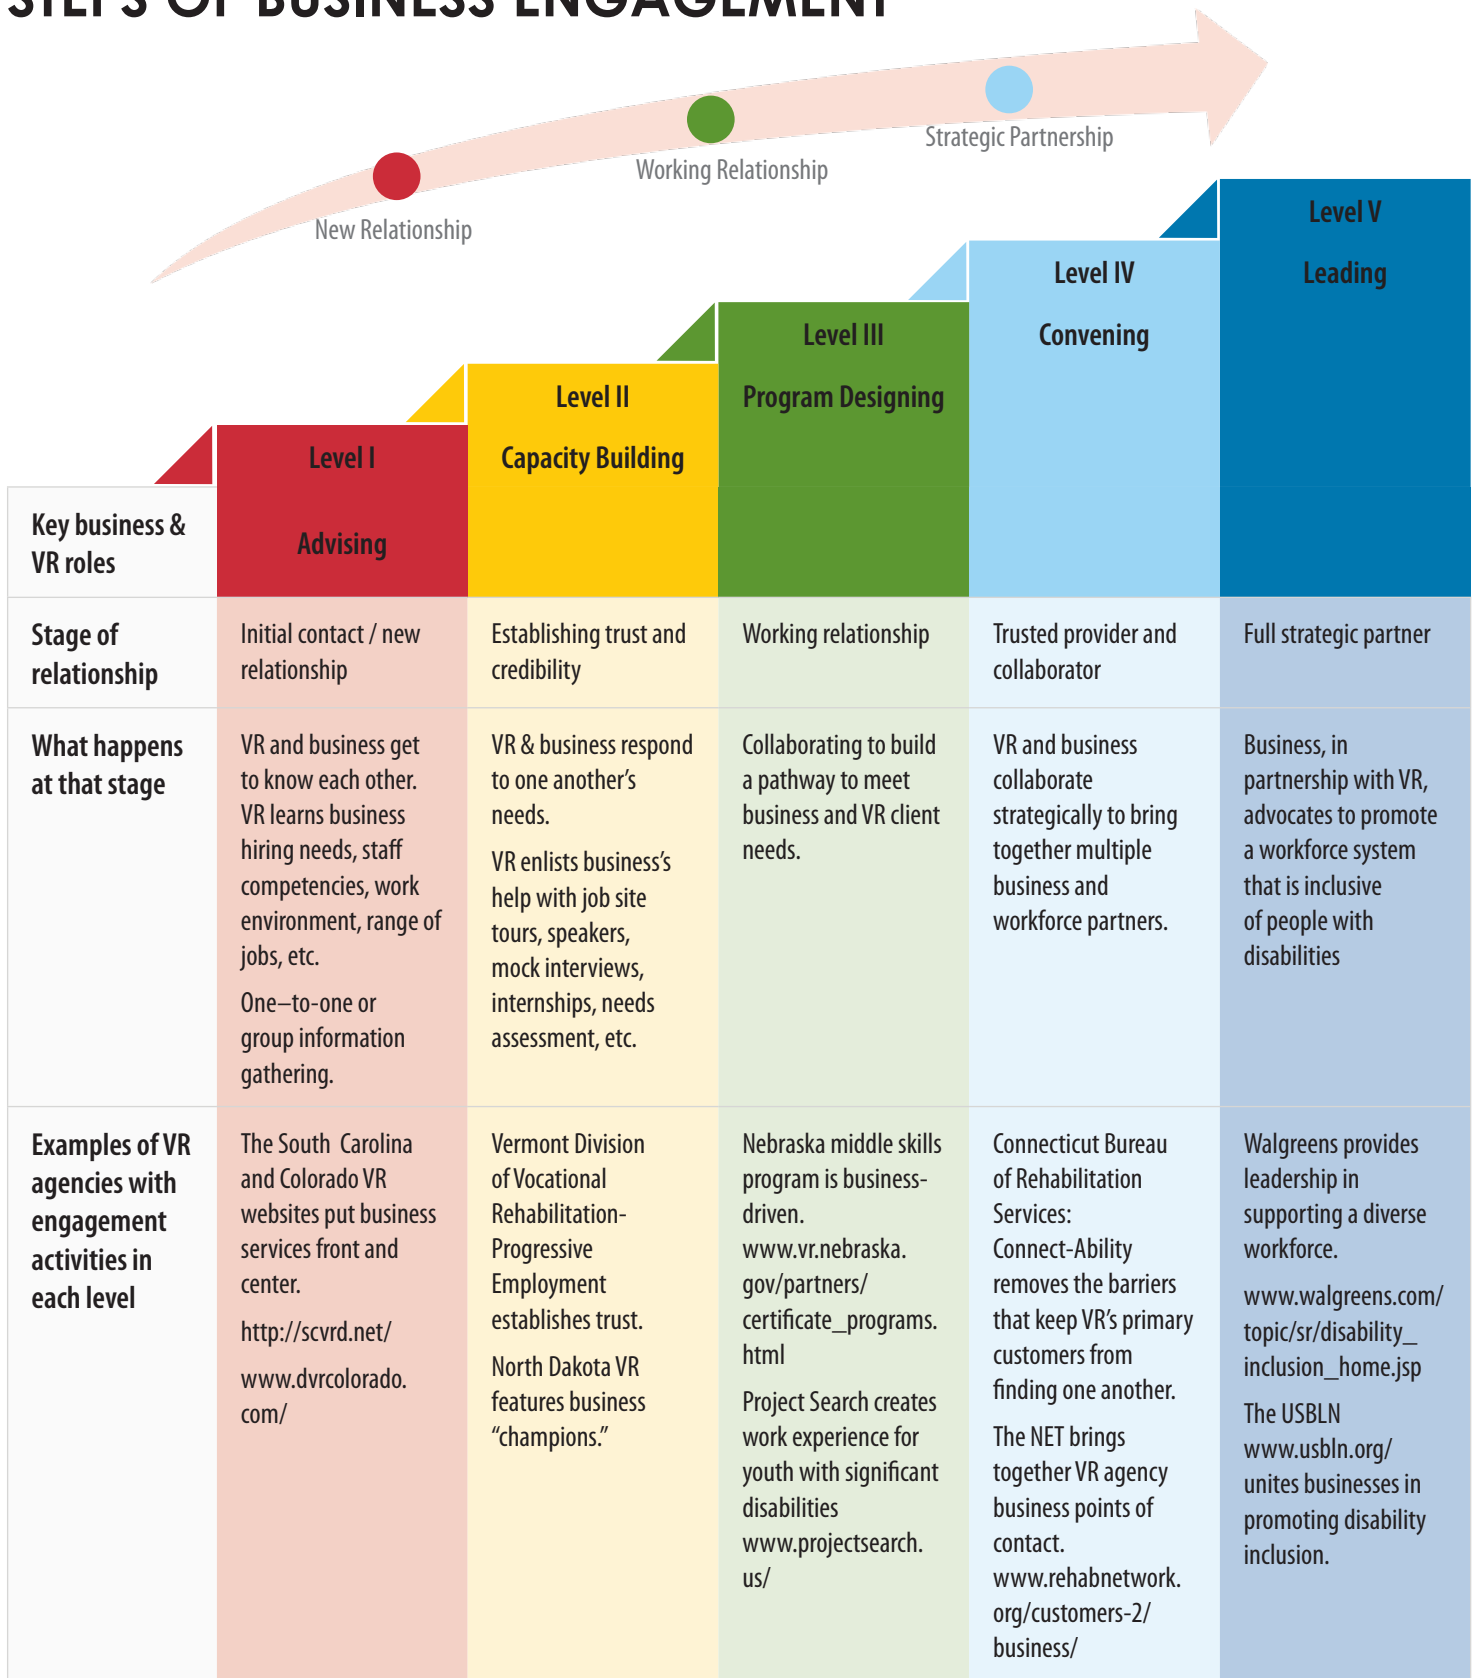 STEPS OF BUSINESS ENGAGEMENT
Strategic Partnership
Working Relationship
New Relationship
Level I
Advising
Level II
Capacity Building
Level III
Program Designing
Level IV
Convening
Level V
Leading
Key business &
VR roles
Stage of
relationship
Initial contact / new
relationship
Establishing trust and
credibility
Working relationship
Trusted provider and
collaborator
Full strategic partner
What happens
at that stage
VR and business get
to know each other.
VR learns business
hiring needs, staff
competencies, work
environment, range of
jobs, etc.
One–to-one or
group information
gathering.
VR & business respond
to one another’s
needs.
VR enlists business’s
help with job site
tours, speakers,
mock interviews,
internships, needs
assessment, etc.
Collaborating to build
a pathway to meet
business and VR client
needs.
VR and business
collaborate
strategically to bring
together multiple
business and
workforce partners.
Business, in
partnership with VR,
advocates to promote
a workforce system
that is inclusive
of people with
disabilities
Examples of VR
agencies with
engagement
activities in
each level
The South Carolina
and Colorado VR
websites put business
services front and
center.
http://scvrd.net/
www.dvrcolorado.
com/
Vermont Division
of Vocational
Rehabilitation-
Progressive
Employment
establishes trust.
North Dakota VR
features business
“champions.”
Nebraska middle skills
program is business-
driven.
www.vr.nebraska.
gov/partners/
certificate_programs.
html
Project Search creates
work experience for
youth with significant
disabilities
www.projectsearch.
us/
Connecticut Bureau
of Rehabilitation
Services:
Connect-Ability
removes the barriers
that keep VR’s primary
customers from
finding one another.
The NET brings
together VR agency
business points of
contact.
www.rehabnetwork.
org/customers-2/
business/
Walgreens provides
leadership in
supporting a diverse
workforce.
www.walgreens.com/
topic/sr/disability_
inclusion_home.jsp
The USBLN
www.usbln.org/
unites businesses in
promoting disability
inclusion.